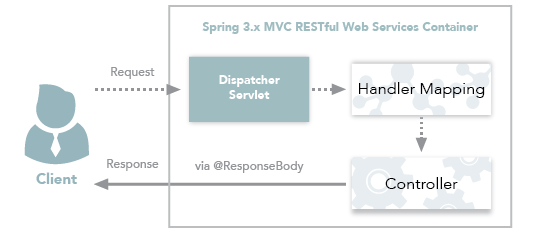 Spring 3.x MVC RESTful Web Services Container
Request
Dispatcher
Servlet
Handler Mapping
Response
via @ResponseBody
Controller
Client